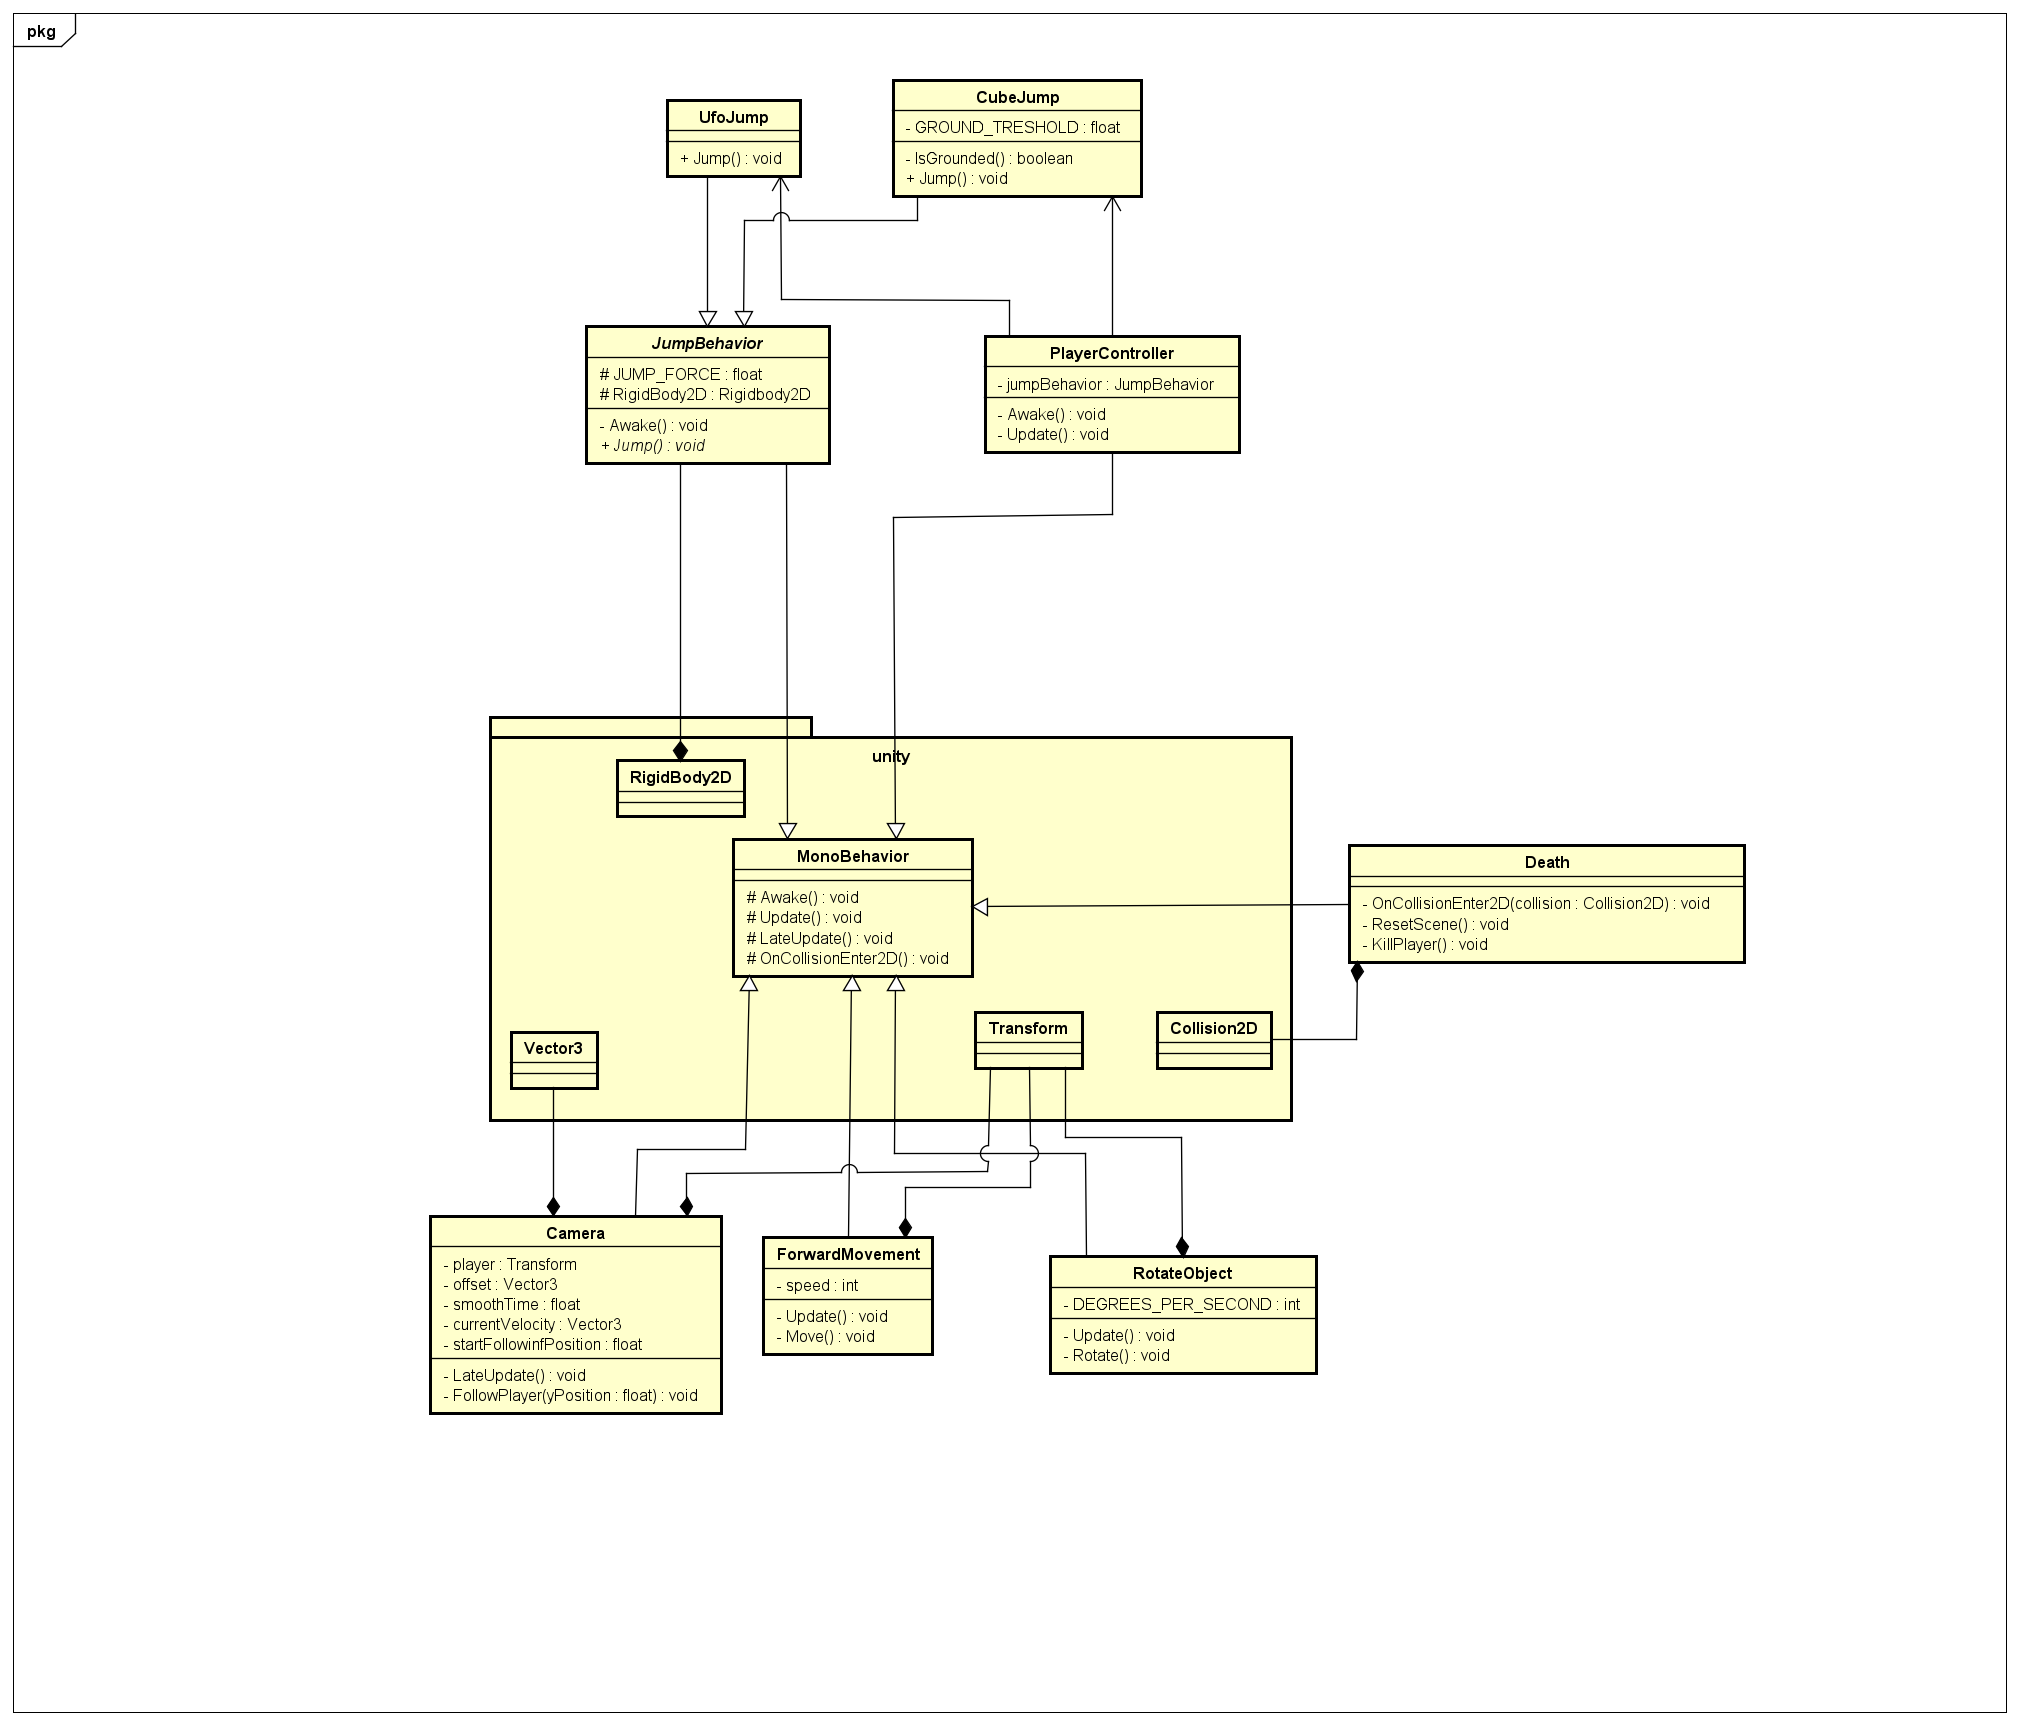 pkg
UfoJump
+ Jump() : void
CubeJump
- GROUND_TRESHOLD : float
- IsGrounded() : boolean
+ Jump() : void
JumpBehavior
# JUMP_FORCE : float
# RigidBody2D : Rigidbody2D
- Awake() : void
+ Jump() : void
PlayerController
- jumpBehavior : JumpBehavior
- Awake() : void
- Update() : void
unity
RigidBody2D
MonoBehavior
# Awake() : void
# Update() : void
# LateUpdate() : void
# OnCollisionEnter2D() : void
Death
- OnCollisionEnter2D(collision : Collision2D) : void
- ResetScene() : void
- KillPlayer() : void
Vector3
Transform
Collision2D
Camera
- player : Transform
- offset : Vector3
- smoothTime : float
- currentVelocity : Vector3
- startFollowinfPosition : float
- LateUpdate() : void
- FollowPlayer(yPosition : float) : void
ForwardMovement
- speed : int
- Update() : void
- Move() : void
RotateObject
- DEGREES_PER_SECOND : int
- Update() : void
- Rotate() : void